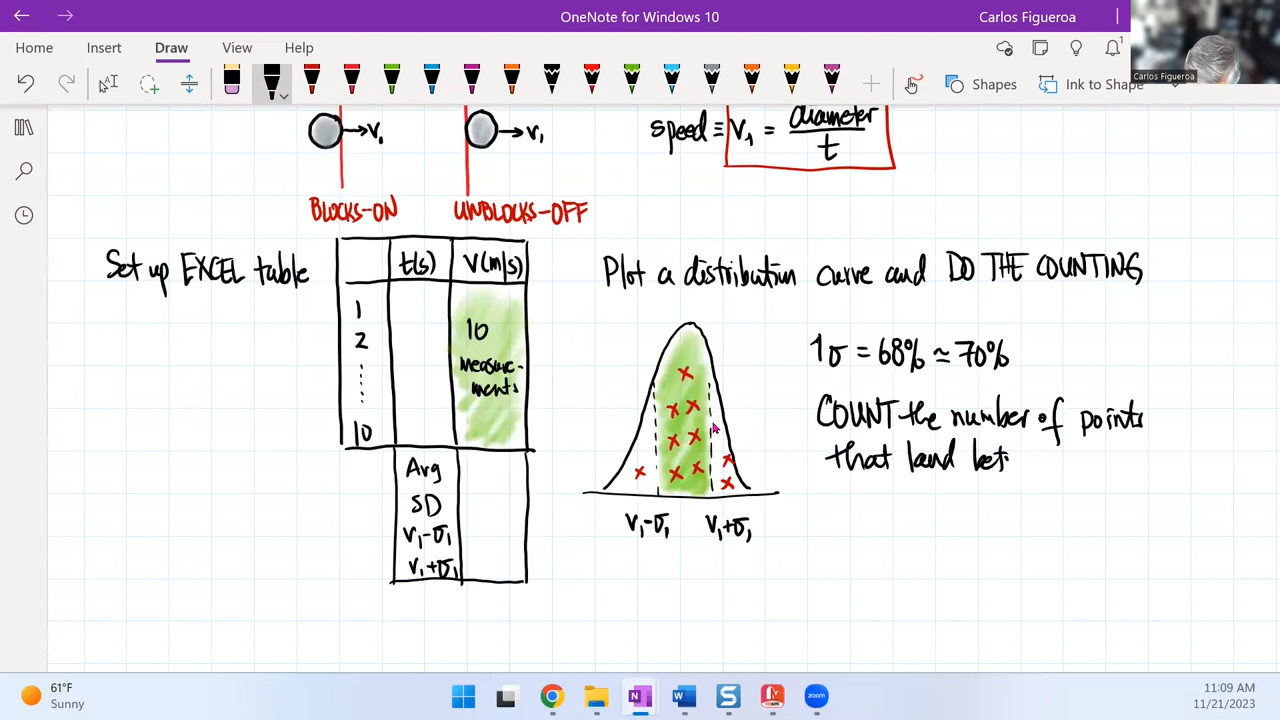 OneNote for Windows 10
Carlos Figueroa
Home Insert Draw View Help
1
Carlos Figueroa
Shapes
Ink to Shape
→V₁
→V₁
speed ≡ V₁ = diameter
t
BLOCKS-ON
UNBLOCKS-OFF
Set up EXCEL table
t(s) V(m/s)
1
2
10
10
measure-
ments
Avg
SD
V₁-σ₁
V₁+σ₁
Plot a distribution curve and DO THE COUNTING
x
x x
x x
x x x x
x
V₁-σ₁ V₁+σ₁
1σ = 68% ≃ 70%
COUNT the number of points
that land bet
61°F
Sunny
11:09 AM
11/21/2023